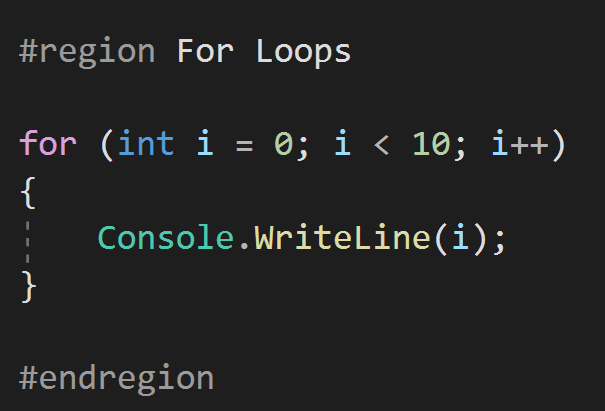 #region For Loops
for (int i = 0; i < 10; i++)
{
    Console.WriteLine(i);
}
#endregion